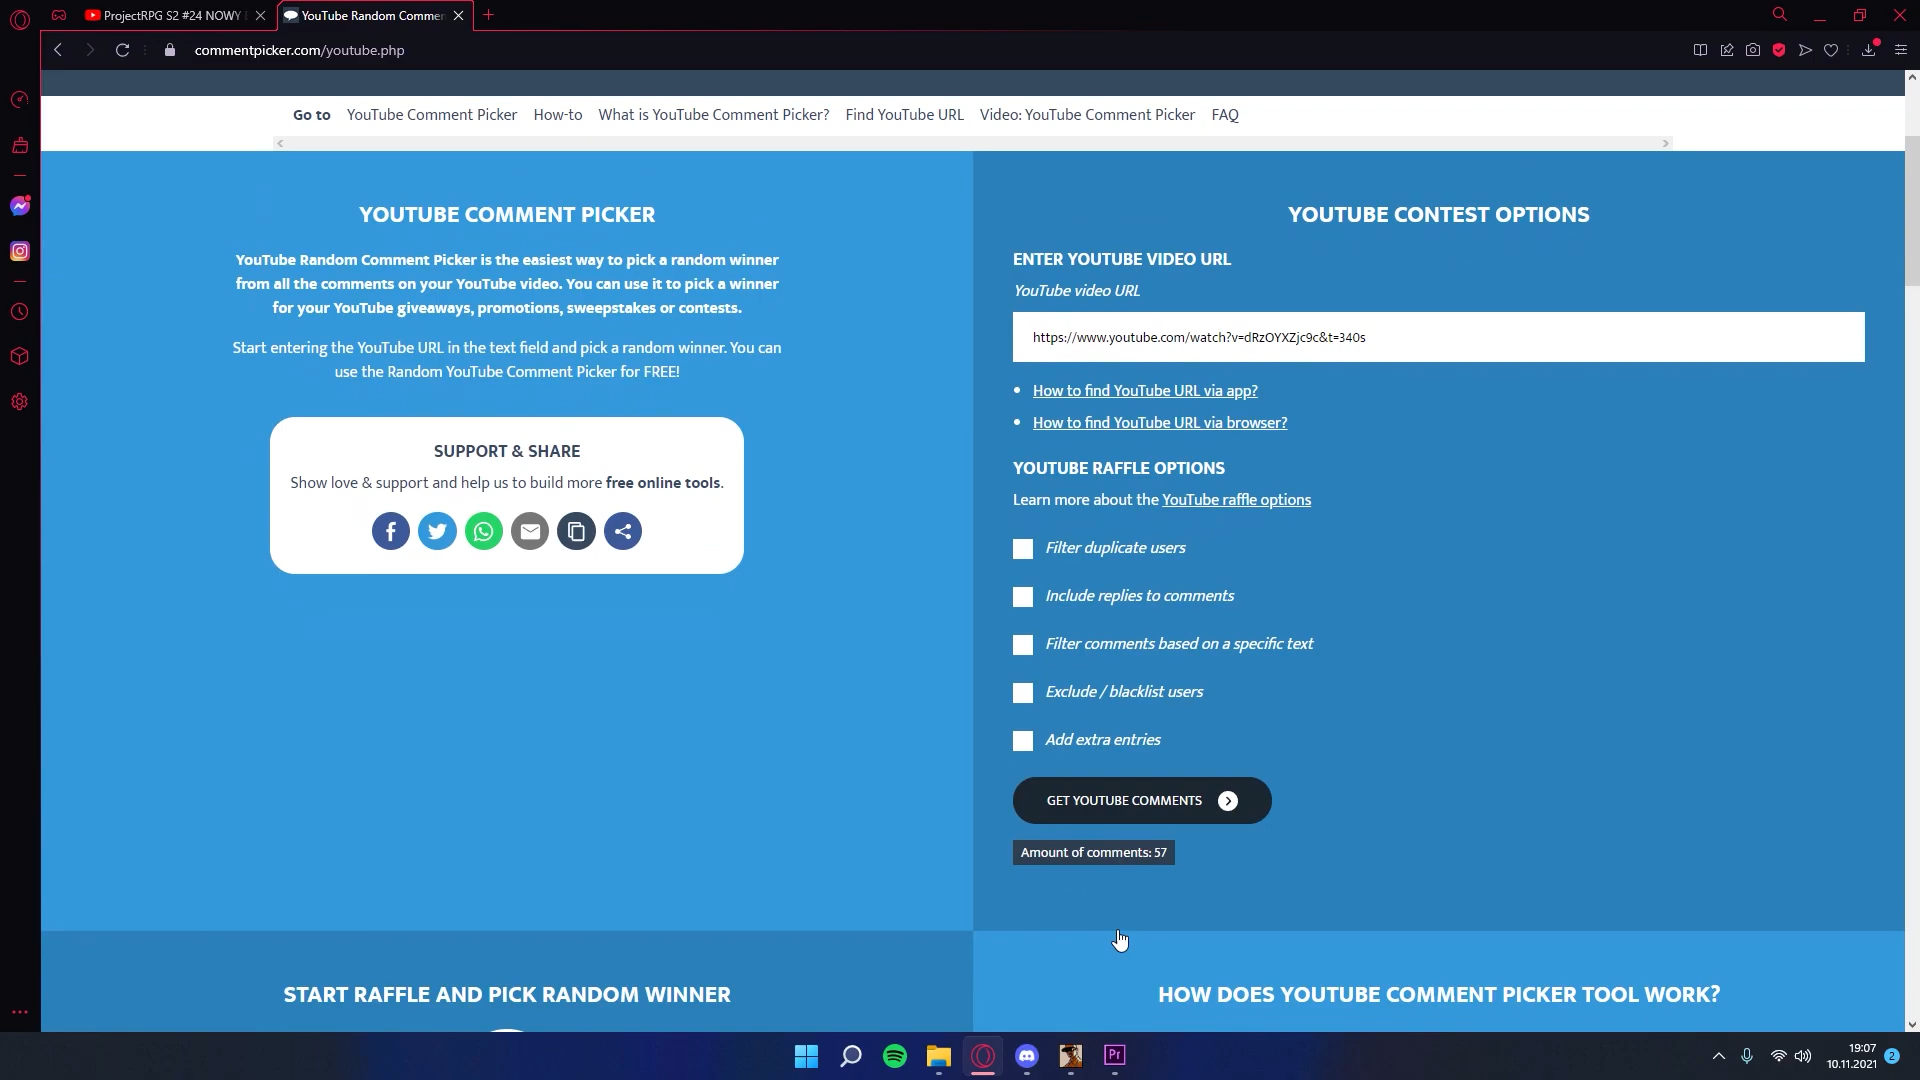 ProjectRPG S2 #24 NOWY
YouTube Random Commen
commentpicker.com/youtube.php
Go to YouTube Comment Picker How-to What is YouTube Comment Picker? Find YouTube URL Video: YouTube Comment Picker FAQ
YOUTUBE COMMENT PICKER
YouTube Random Comment Picker is the easiest way to pick a random winner
from all the comments on your YouTube video. You can use it to pick a winner
for your YouTube giveaways, promotions, sweepstakes or contests.
Start entering the YouTube URL in the text field and pick a random winner. You can
use the Random YouTube Comment Picker for FREE!
SUPPORT & SHARE
Show love & support and help us to build more free online tools.
YOUTUBE CONTEST OPTIONS
ENTER YOUTUBE VIDEO URL
YouTube video URL
https://www.youtube.com/watch?v=dRzOYXZjc9c&t=340s
How to find YouTube URL via app?
How to find YouTube URL via browser?
YOUTUBE RAFFLE OPTIONS
Learn more about the YouTube raffle options
Filter duplicate users
Include replies to comments
Filter comments based on a specific text
Exclude / blacklist users
Add extra entries
GET YOUTUBE COMMENTS
Amount of comments: 57
START RAFFLE AND PICK RANDOM WINNER
HOW DOES YOUTUBE COMMENT PICKER TOOL WORK?
Pr
19:07
10.11.2021
2